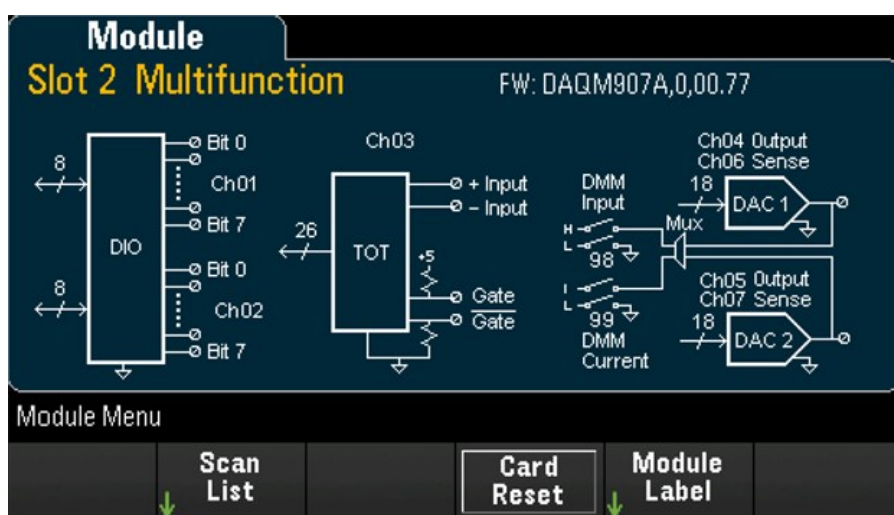 Module
Slot 2 Multifunction
FW: DAQM907A,0,00.77
8
DIO
Bit 0
Ch01
Bit 7
8
Bit 0
Ch02
Bit 7
Ch03
26
TOT
+ Input
- Input
+5
Gate
Gate
DMM
Input
H
L
98
I
L
99
DMM
Current
Mux
Ch04 Output
Ch06 Sense
18
DAC 1
Ch05 Output
Ch07 Sense
18
DAC 2
Module Menu
Scan
List
Card
Reset
Module
Label